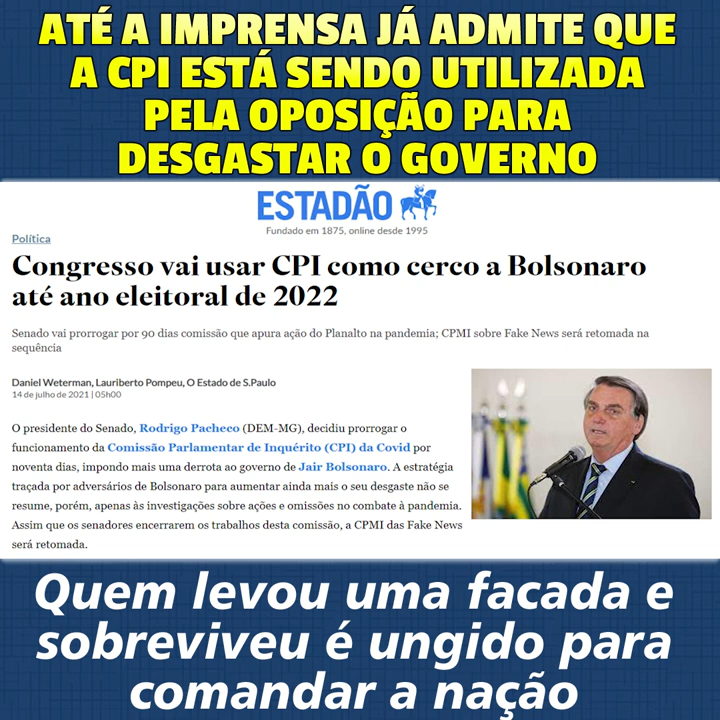 ATÉ A IMPRENSA JÁ ADMITE QUE
A CPI ESTÁ SENDO UTILIZADA
PELA OPOSIÇÃO PARA
DESGASTAR O GOVERNO
ESTADÃO
Fundado em 1875, online desde 1995
Política
Congresso vai usar CPI como cerco a Bolsonaro
até ano eleitoral de 2022
Senado vai prorrogar por 90 dias comissão que apura ação do Planalto na pandemia; CPMI sobre Fake News será retomada na
sequência
Daniel Weterman, Lauriberto Pompeu, O Estado de S.Paulo
14 de julho de 2021 | 05h00
O presidente do Senado, Rodrigo Pacheco (DEM-MG), decidiu prorrogar o
funcionamento da Comissão Parlamentar de Inquérito (CPI) da Covid por
noventa dias, impondo mais uma derrota ao governo de Jair Bolsonaro. A estratégia
traçada por adversários de Bolsonaro para aumentar ainda mais o seu desgaste não se
resume, porém, apenas às investigações sobre ações e omissões no combate à pandemia.
Assim que os senadores encerrarem os trabalhos desta comissão, a CPMI das Fake News
será retomada.
Quem levou uma facada e
sobreviveu é ungido para
comandar a nação